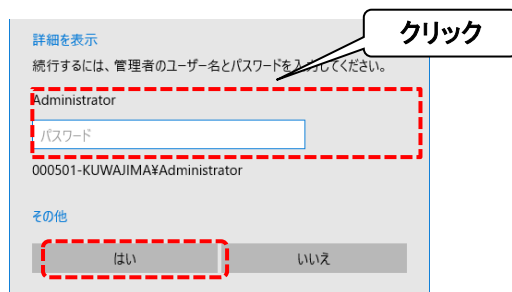 クリック
詳細を表示
続行するには、管理者のユーザー名とパスワードを入力してください。
Administrator
パスワード
000501-KUWAJIMA¥Administrator
その他
はい
いいえ